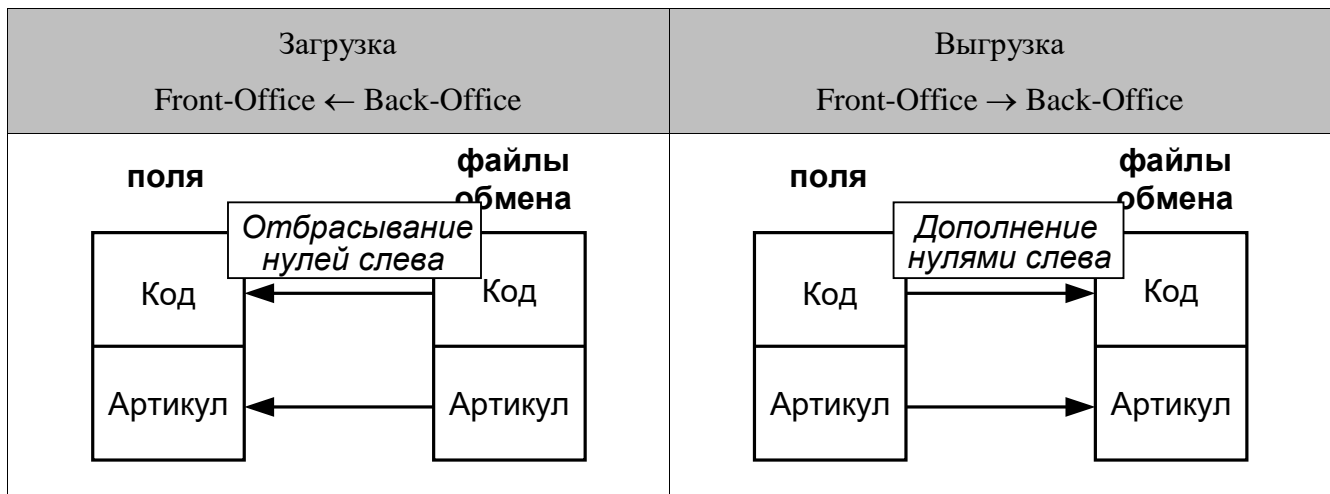 Загрузка
Front-Office ← Back-Office
Выгрузка
Front-Office → Back-Office
поля
файлы
обмена
Отбрасывание
нулей слева
Код
Код
Артикул
Артикул
поля
файлы
обмена
Дополнение
нулями слева
Код
Код
Артикул
Артикул